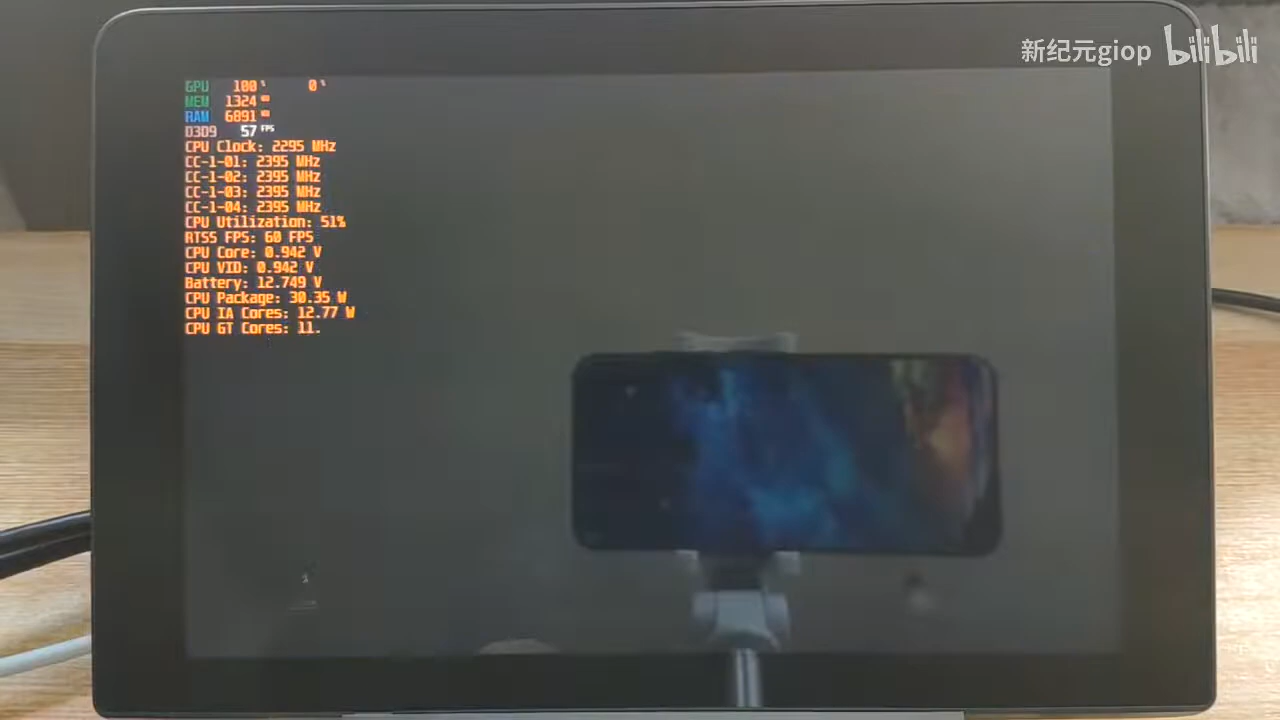 新纪元giop bilibili
GPU 100 % 0 %
MEM 1324 MB
RAM 6891 MB
D3D9 57 FPS
CPU Clock: 2295 MHz
CC-1-01: 2395 MHz
CC-1-02: 2395 MHz
CC-1-03: 2395 MHz
CC-1-04: 2395 MHz
CPU Utilization: 51%
RTSS FPS: 60 FPS
CPU Core: 0.942 V
CPU VID: 0.942 V
Battery: 12.749 V
CPU Package: 30.35 W
CPU IA Cores: 12.77 W
CPU GT Cores: 11.